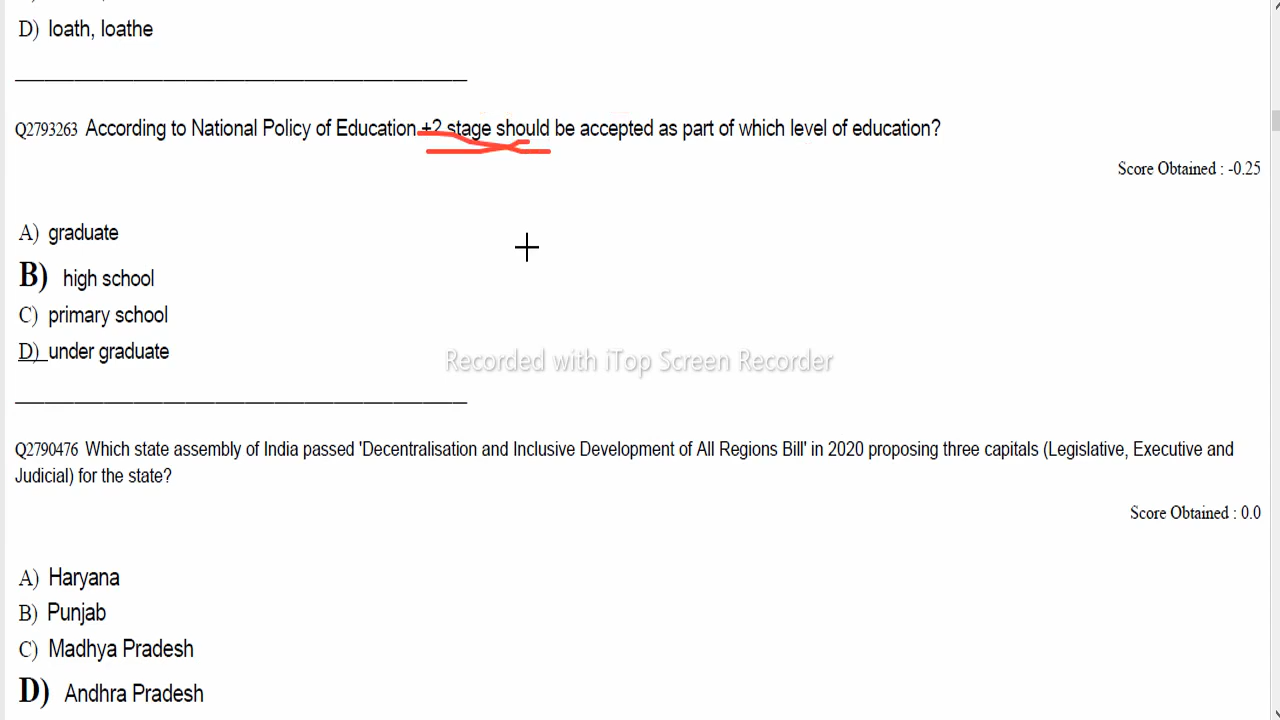 D) loath, loathe
Q2793263 According to National Policy of Education +2 stage should be accepted as part of which level of education?
Score Obtained : -0.25
A) graduate
B) high school
C) primary school
D) under graduate
Recorded with iTop Screen Recorder
Q2790476 Which state assembly of India passed 'Decentralisation and Inclusive Development of All Regions Bill' in 2020 proposing three capitals (Legislative, Executive and
Judicial) for the state?
Score Obtained : 0.0
A) Haryana
B) Punjab
C) Madhya Pradesh
D) Andhra Pradesh